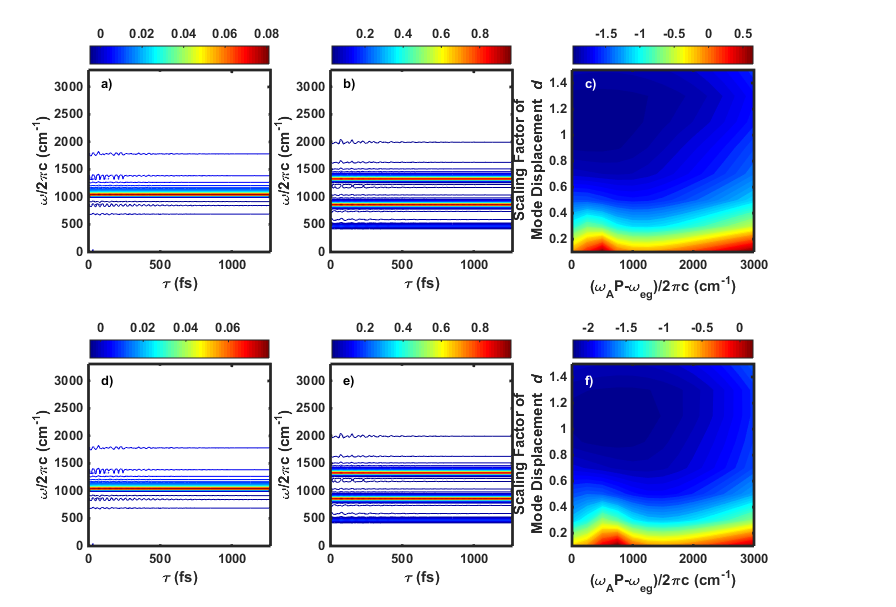 0 0.02 0.04 0.06 0.08
a)
3000
2500
2000
1500
1000
500
0
ω/2πc (cm-1)
0 500 1000
τ (fs)
0.2 0.4 0.6 0.8
b)
3000
2500
2000
1500
1000
500
0
ω/2πc (cm-1)
0 500 1000
τ (fs)
-1.5 -1 -0.5 0 0.5
c)
1.4
1.2
1
0.8
0.6
0.4
0.2
Scaling Factor of
Mode Displacement d
0 1000 2000 3000
(ωAP-ωeg)/2πc (cm-1)
0 0.02 0.04 0.06
d)
3000
2500
2000
1500
1000
500
0
ω/2πc (cm-1)
0 500 1000
τ (fs)
0.2 0.4 0.6 0.8
e)
3000
2500
2000
1500
1000
500
0
ω/2πc (cm-1)
0 500 1000
τ (fs)
-2 -1.5 -1 -0.5 0
f)
1.4
1.2
1
0.8
0.6
0.4
0.2
Scaling Factor of
Mode Displacement d
0 1000 2000 3000
(ωAP-ωeg)/2πc (cm-1)